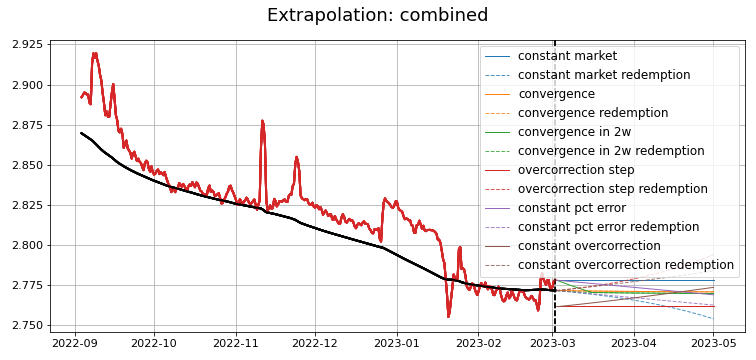 Extrapolation: combined
2.925
2.900
2.875
2.850
2.825
2.800
2.775
2.750
constant market
constant market redemption
convergence
convergence redemption
convergence in 2w
convergence in 2w redemption
overcorrection step
overcorrection step redemption
constant pct error
constant pct error redemption
constant overcorrection
constant overcorrection redemption
2022-09 2022-10 2022-11 2022-12 2023-01 2023-02 2023-03 2023-04 2023-05